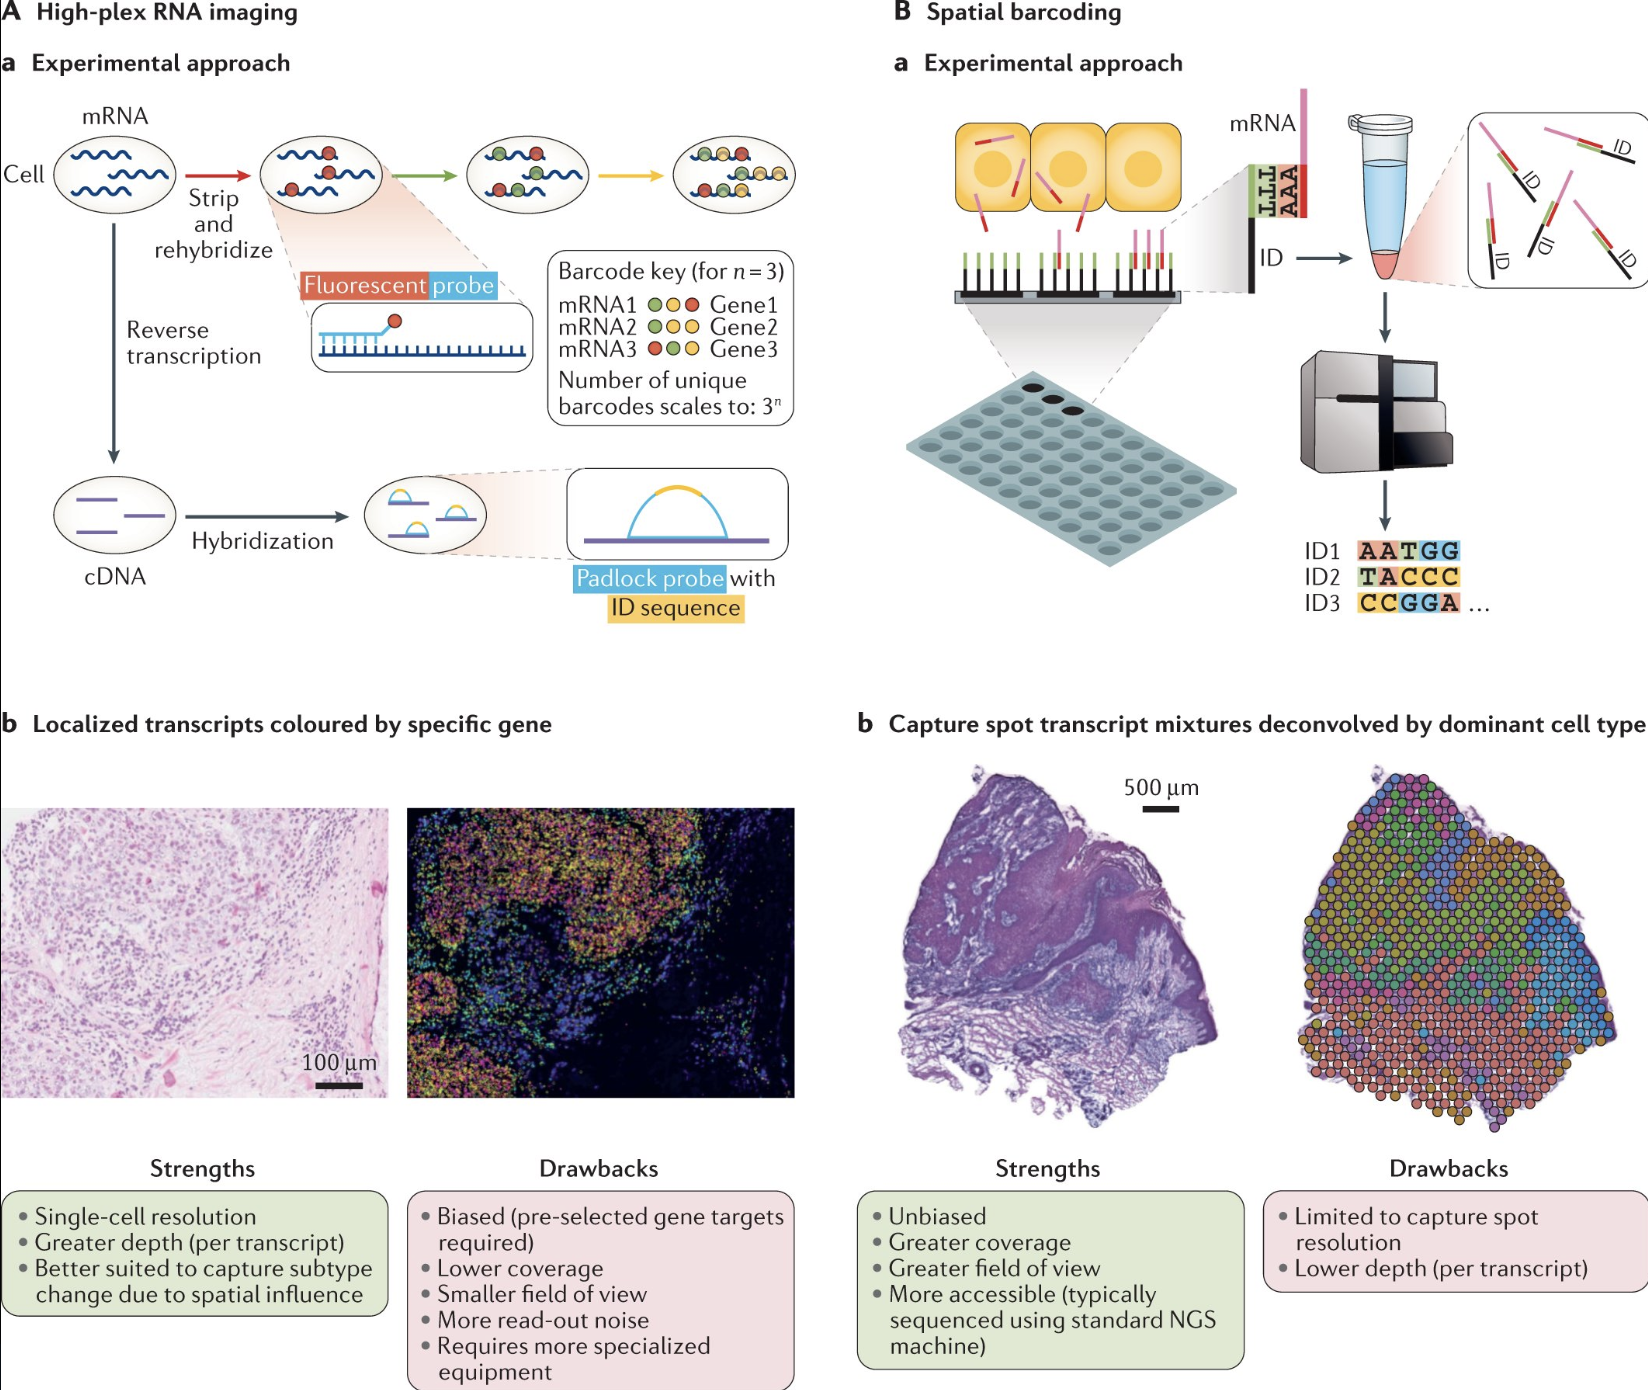 A High-plex RNA imaging
a Experimental approach
mRNA
Cell
Strip
and
rehybridize
Fluorescent probe
Barcode key (for n = 3)
mRNA1 Gene1
mRNA2 Gene2
mRNA3 Gene3
Number of unique
barcodes scales to: 3ⁿ
Reverse
transcription
cDNA
Hybridization
Padlock probe with
ID sequence
b Localized transcripts coloured by specific gene
100 µm
Strengths
• Single-cell resolution
• Greater depth (per transcript)
• Better suited to capture subtype
change due to spatial influence
Drawbacks
• Biased (pre-selected gene targets
required)
• Lower coverage
• Smaller field of view
• More read-out noise
• Requires more specialized
equipment
B Spatial barcoding
a Experimental approach
mRNA
TTT
AAA
ID
ID
ID
ID
ID
ID
ID1 AATGG
ID2 TACCC
ID3 CCGGA ...
b Capture spot transcript mixtures deconvolved by dominant cell type
500 µm
Strengths
• Unbiased
• Greater coverage
• Greater field of view
• More accessible (typically
sequenced using standard NGS
machine)
Drawbacks
• Limited to capture spot
resolution
• Lower depth (per transcript)